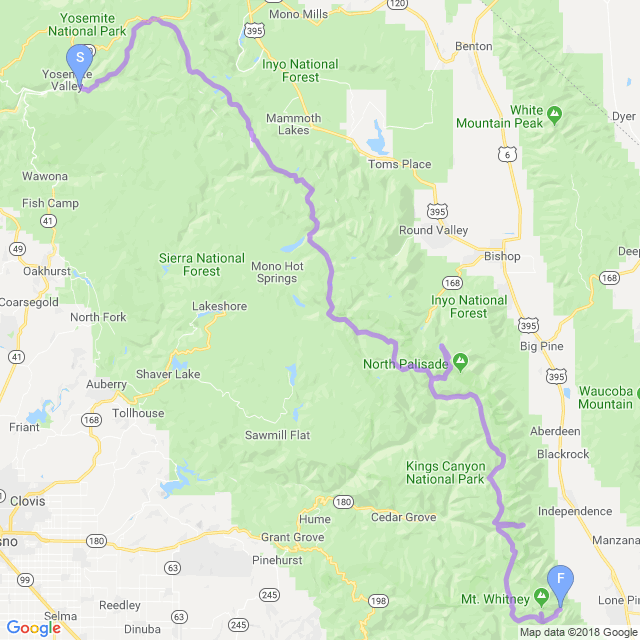 Yosemite
National Park
395
Mono Mills
120
Benton
S
Yosemite
Valley
Inyo National
Forest
Mammoth
Lakes
White
Mountain Peak
Dyer
Toms Place
6
Wawona
Fish Camp
41
395
Round Valley
49
Sierra National
Forest
Mono Hot
Springs
Bishop
Deep
168
Oakhurst
Coarsegold
168
Inyo National
Forest
North Fork
Lakeshore
395
Big Pine
41
Shaver Lake
North Palisade
395
Auberry
Waucoba
Mountain
Tollhouse
168
Friant
Sawmill Flat
Aberdeen
Blackrock
Kings Canyon
National Park
Clovis
180
Hume
Cedar Grove
Independence
sno
180
Grant Grove
Manzana
Pinehurst
63
99
F
Reedley
63
198
Mt. Whitney
Lone Pin
Selma
Dinuba
Google
Map data ©2018 Google